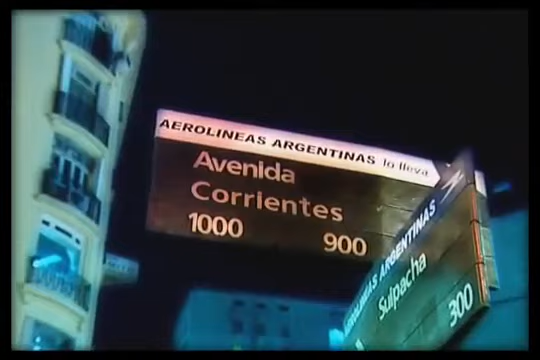 AEROLINEAS ARGENTINAS lo lleva.
Avenida
Corrientes
1000 900
AEROLINEAS ARGENTINAS
Suipacha
300